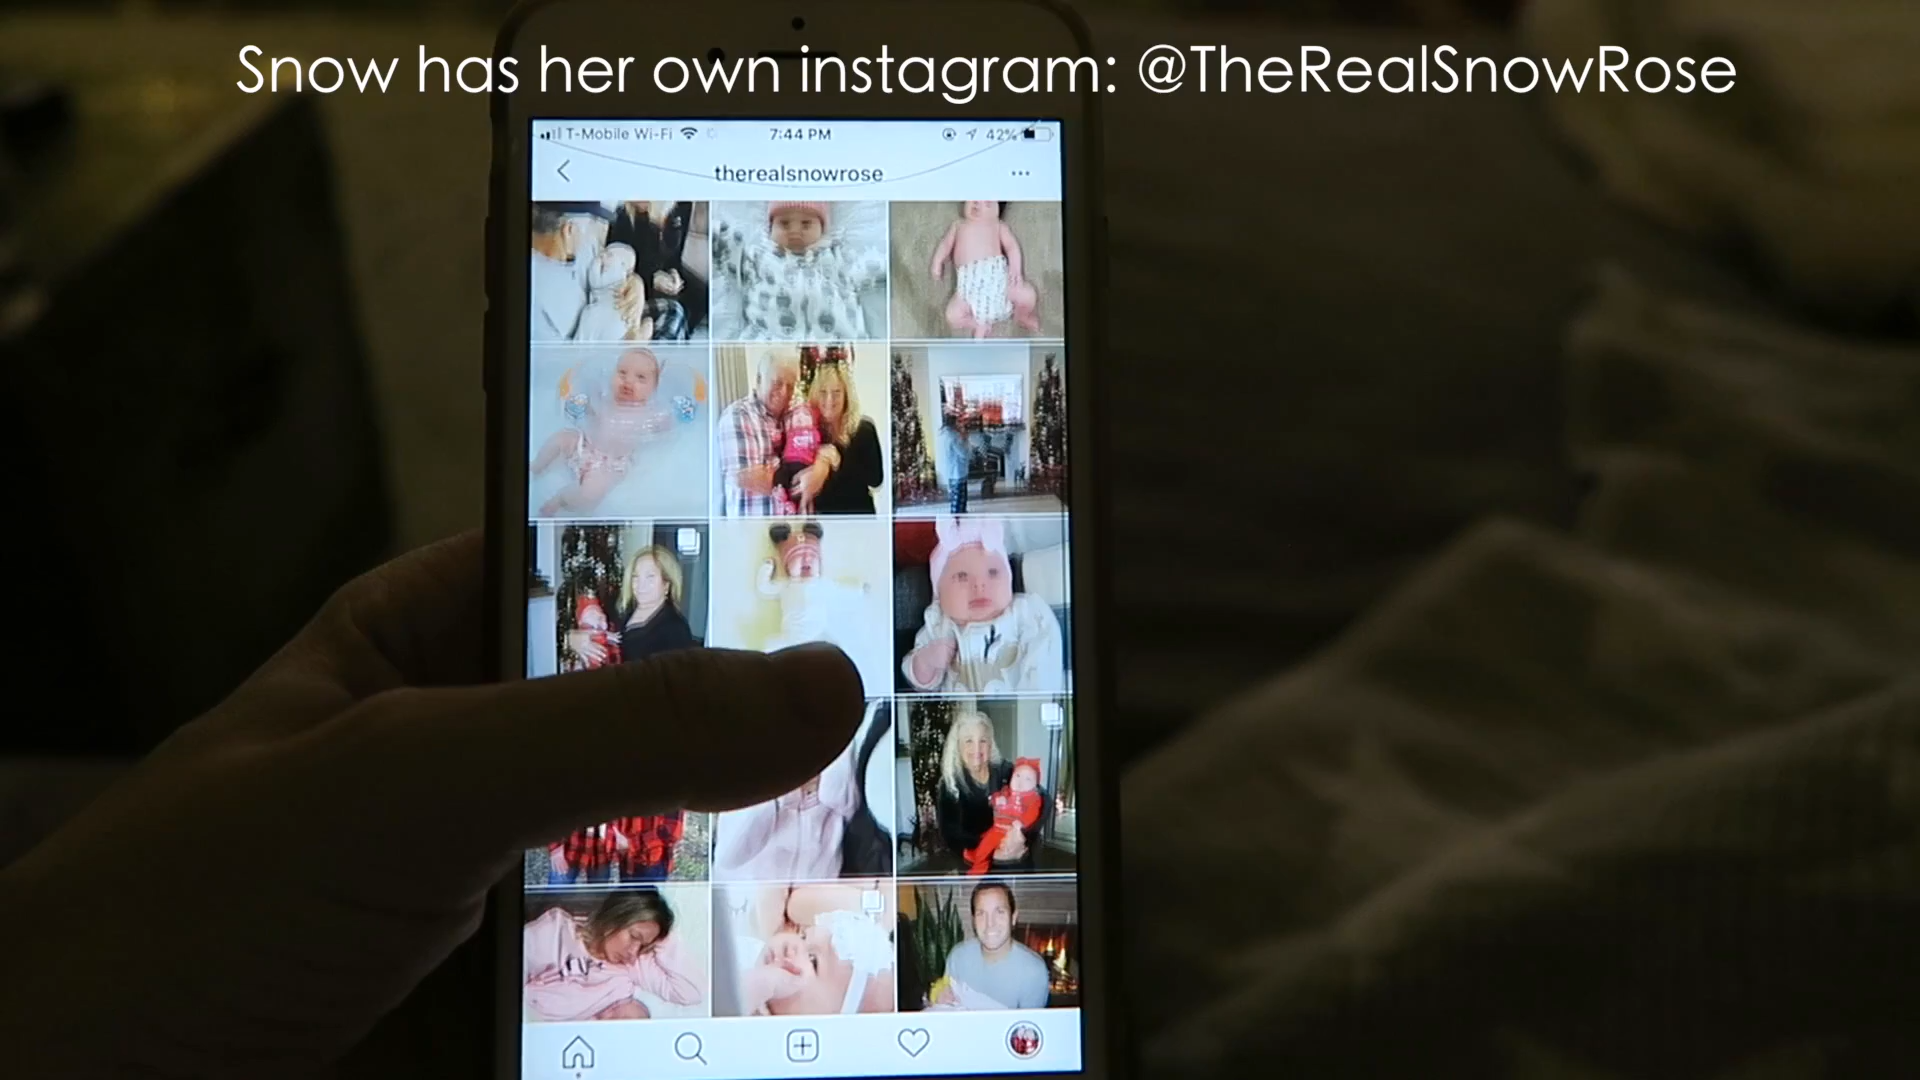 Snow has her own instagram: @TheRealSnowRose
T-Mobile Wi-Fi 7:44 PM 42%
therealsnowrose